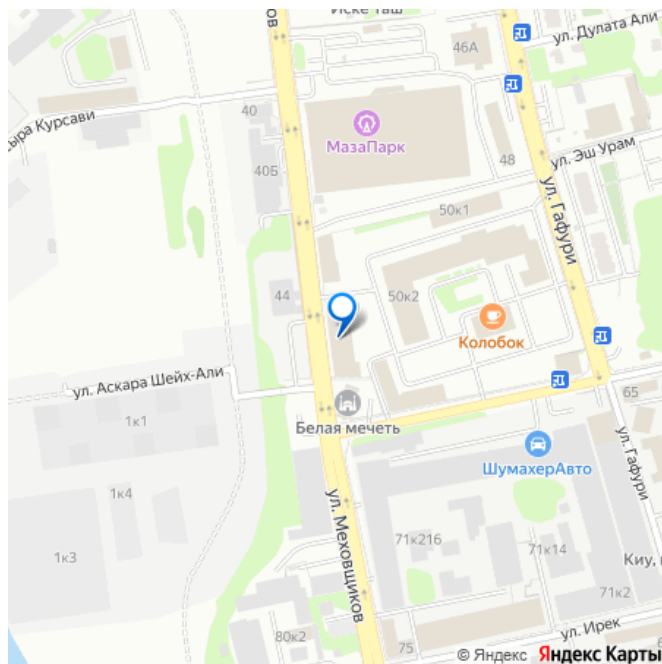 Иске Таш
ул. Дулата Али
46А
ыра Курсави
40
МазаПарк
40Б
48
ул. Эш Урам
ул. Гафури
50к1
44
50к2
Колобок
ул. Аскара Шейх-Али
65
Белая мечеть
1к1
ул. Гафури
ШумахерАвто
1к4
ул. Меховщиков
71к216
71к14
1к3
Киу,
71к2
ул. Ирек
80к2
75
© Яндекс Яндекс Карты